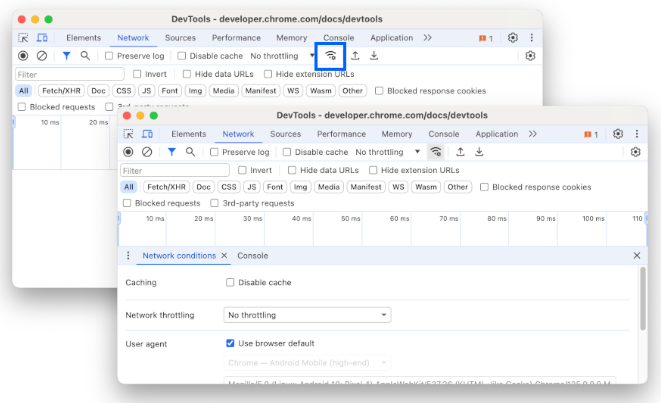 DevTools - developer.chrome.com/docs/devtools
Elements Network Sources Performance Memory Console Application 1
Preserve log Disable cache No throttling
Filter Invert Hide data URLs Hide extension URLs
All Fetch/XHR Doc CSS JS Font Img Media Manifest WS Wasm Other Blocked response cookies
Blocked requests 3rd-party requests
10 ms 20 ms
DevTools - developer.chrome.com/docs/devtools
Elements Network Sources Performance Memory Console Application 1
Preserve log Disable cache No throttling
Filter Invert Hide data URLs Hide extension URLs
All Fetch/XHR Doc CSS JS Font Img Media Manifest WS Wasm Other Blocked response cookies
Blocked requests 3rd-party requests
10 ms 20 ms 30 ms 40 ms 50 ms 60 ms 70 ms 80 ms 90 ms 100 ms 110
Network conditions Console
Caching Disable cache
Network throttling No throttling
User agent Use browser default
Chrome — Android Mobile (high-end)